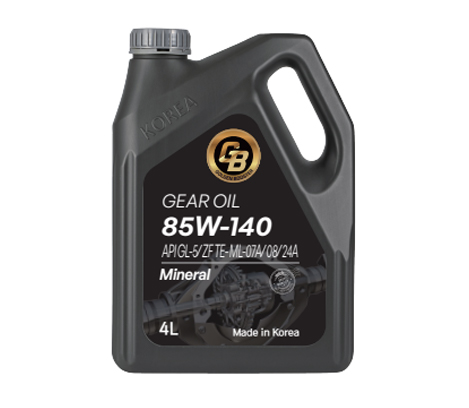 KOREA
GB
GOLDEN BOOSTER
GEAR OIL
85W-140
API GL-5/ZF TE-ML-07A/08/24A
Mineral
4L
Made in Korea